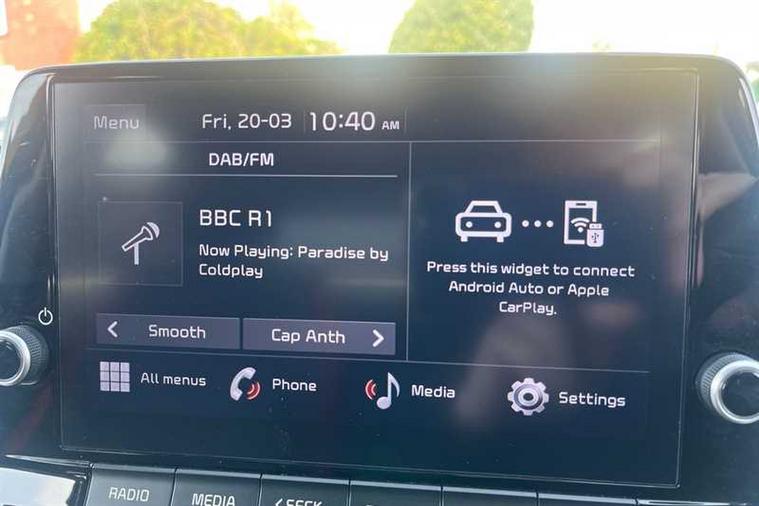 Menu
Fri, 20-03
10:40 AM
DAB/FM
BBC R1
Now Playing: Paradise by
Coldplay
Smooth
Cap Anth
Press this widget to connect
Android Auto or Apple
CarPlay.
All menus
Phone
Media
Settings
RADIO
MEDIA
SEEK